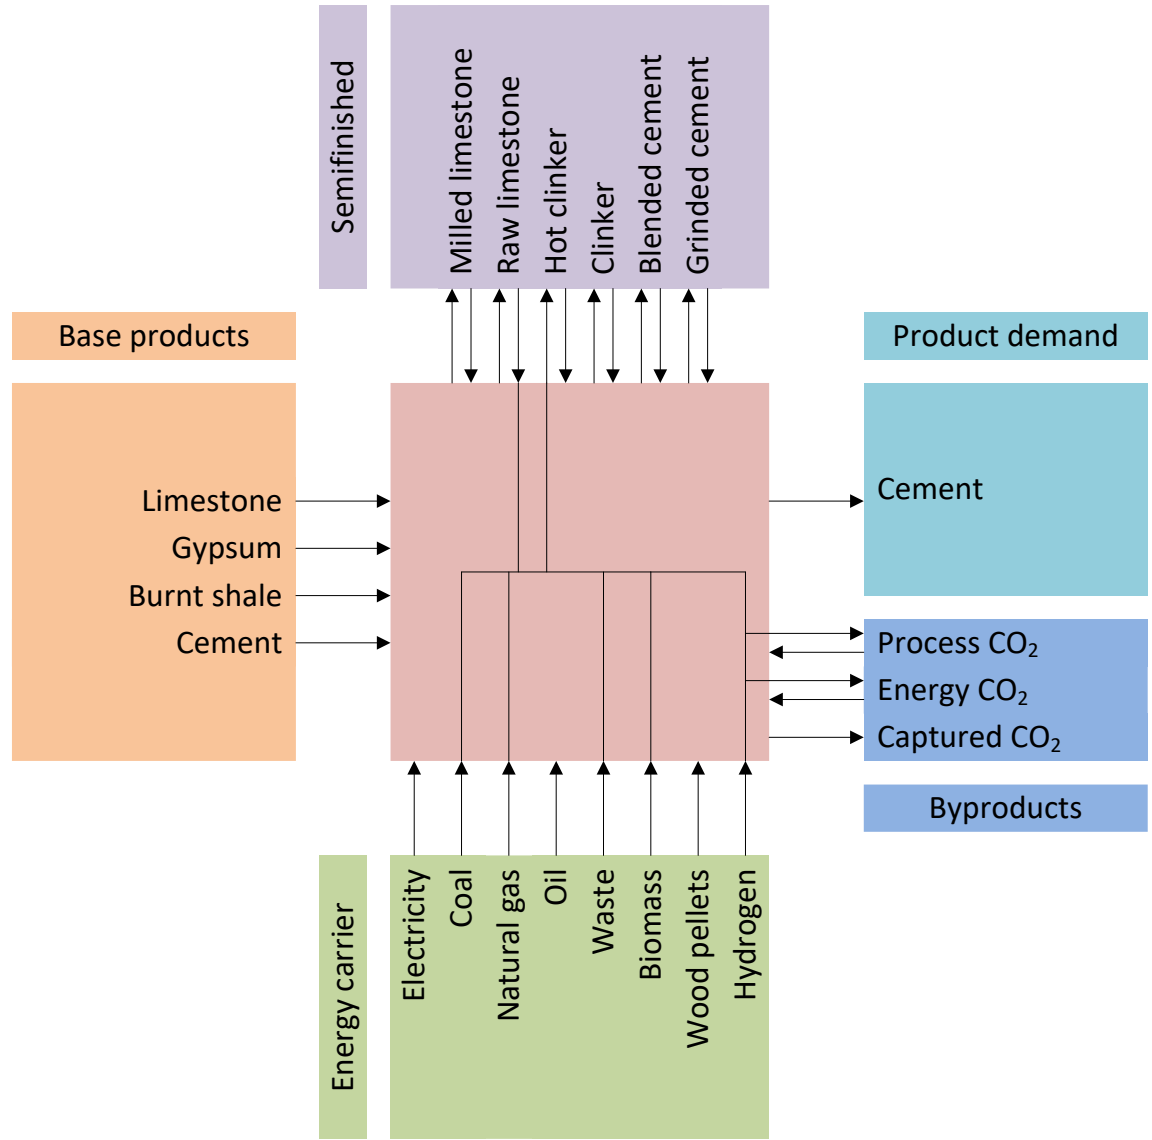 Semifinished
Milled limestone
Raw limestone
Hot clinker
Clinker
Blended cement
Grinded cement
Base products
Product demand
Limestone
Gypsum
Burnt shale
Cement
Cement
Process CO₂
Energy CO₂
Captured CO₂
Byproducts
Energy carrier
Electricity
Coal
Natural gas
Oil
Waste
Biomass
Wood pellets
Hydrogen